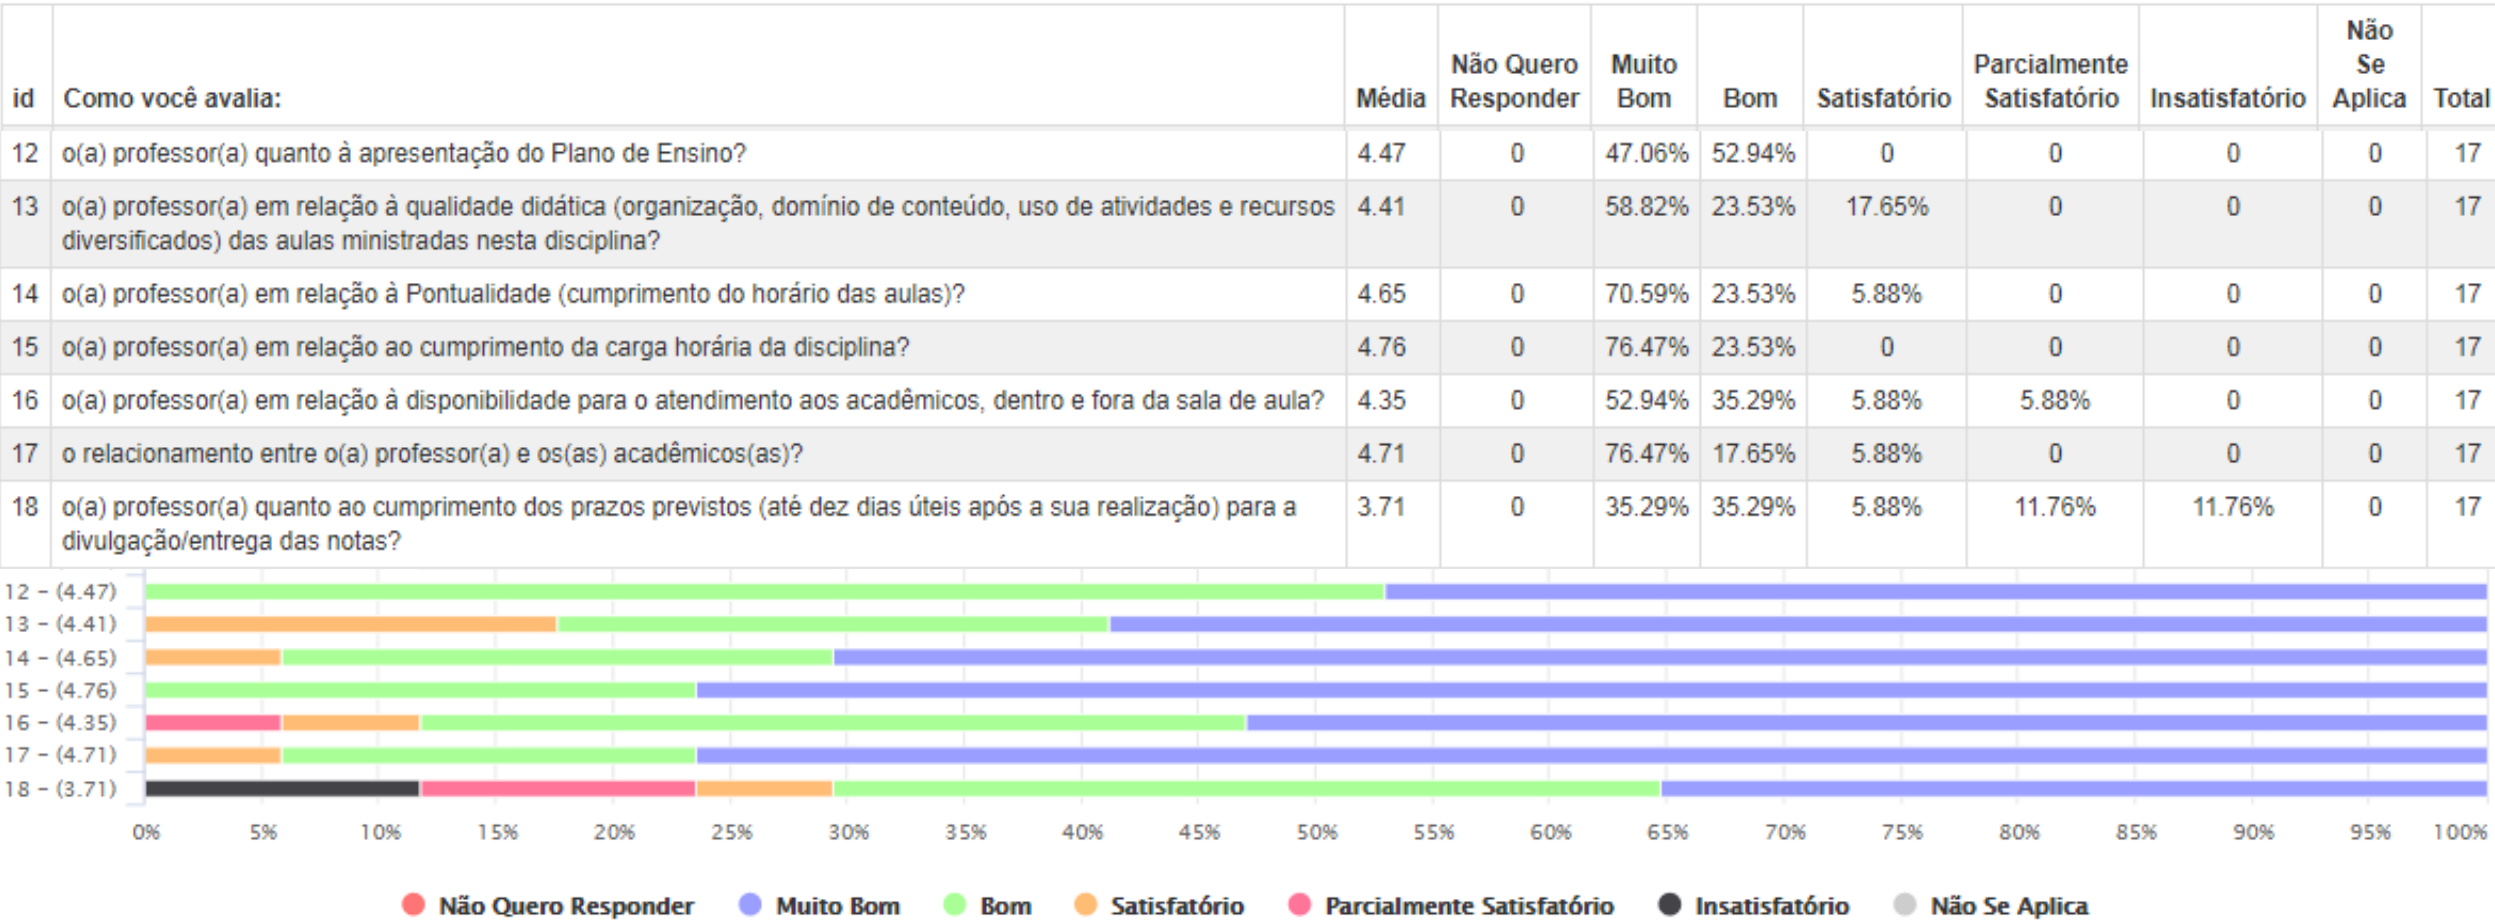 id Como você avalia: Média Não Quero Responder Muito Bom Bom Satisfatório Parcialmente Satisfatório Insatisfatório Não Se Aplica Total
12 o(a) professor(a) quanto à apresentação do Plano de Ensino? 4.47 0 47.06% 52.94% 0 0 0 0 17
13 o(a) professor(a) em relação à qualidade didática (organização, domínio de conteúdo, uso de atividades e recursos 4.41 0 58.82% 23.53% 17.65% 0 0 0 17
diversificados) das aulas ministradas nesta disciplina?
14 o(a) professor(a) em relação à Pontualidade (cumprimento do horário das aulas)? 4.65 0 70.59% 23.53% 5.88% 0 0 0 17
15 o(a) professor(a) em relação ao cumprimento da carga horária da disciplina? 4.76 0 76.47% 23.53% 0 0 0 0 17
16 o(a) professor(a) em relação à disponibilidade para o atendimento aos acadêmicos, dentro e fora da sala de aula? 4.35 0 52.94% 35.29% 5.88% 5.88% 0 0 17
17 o relacionamento entre o(a) professor(a) e os(as) acadêmicos(as)? 4.71 0 76.47% 17.65% 5.88% 0 0 0 17
18 o(a) professor(a) quanto ao cumprimento dos prazos previstos (até dez dias úteis após a sua realização) para a 3.71 0 35.29% 35.29% 5.88% 11.76% 11.76% 0 17
divulgação/entrega das notas?
12 - (4.47)
13 - (4.41)
14 - (4.65)
15 - (4.76)
16 - (4.35)
17 - (4.71)
18 - (3.71)
0% 5% 10% 15% 20% 25% 30% 35% 40% 45% 50% 55% 60% 65% 70% 75% 80% 85% 90% 95% 100%
Não Quero Responder Muito Bom Bom Satisfatório Parcialmente Satisfatório Insatisfatório Não Se Aplica